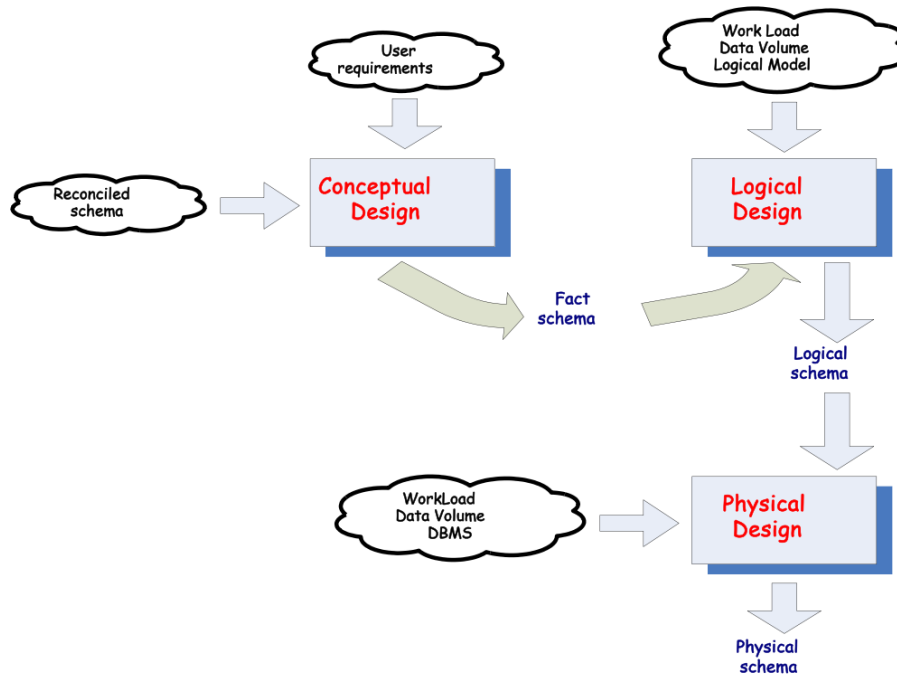 User
requirements
Work Load
Data Volume
Logical Model
Reconciled
schema
Conceptual
Design
Logical
Design
Fact
schema
Logical
schema
WorkLoad
Data Volume
DBMS
Physical
Design
Physical
schema